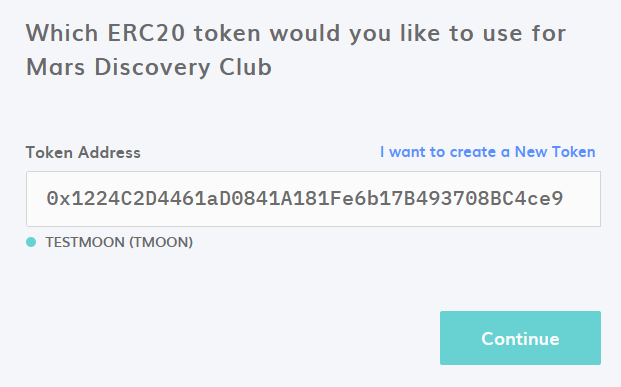 Which ERC20 token would you like to use for
Mars Discovery Club
Token Address
I want to create a New Token
0x1224C2D4461aD0841A181Fe6b17B493708BC4ce9
TESTMOON (TMOON)
Continue